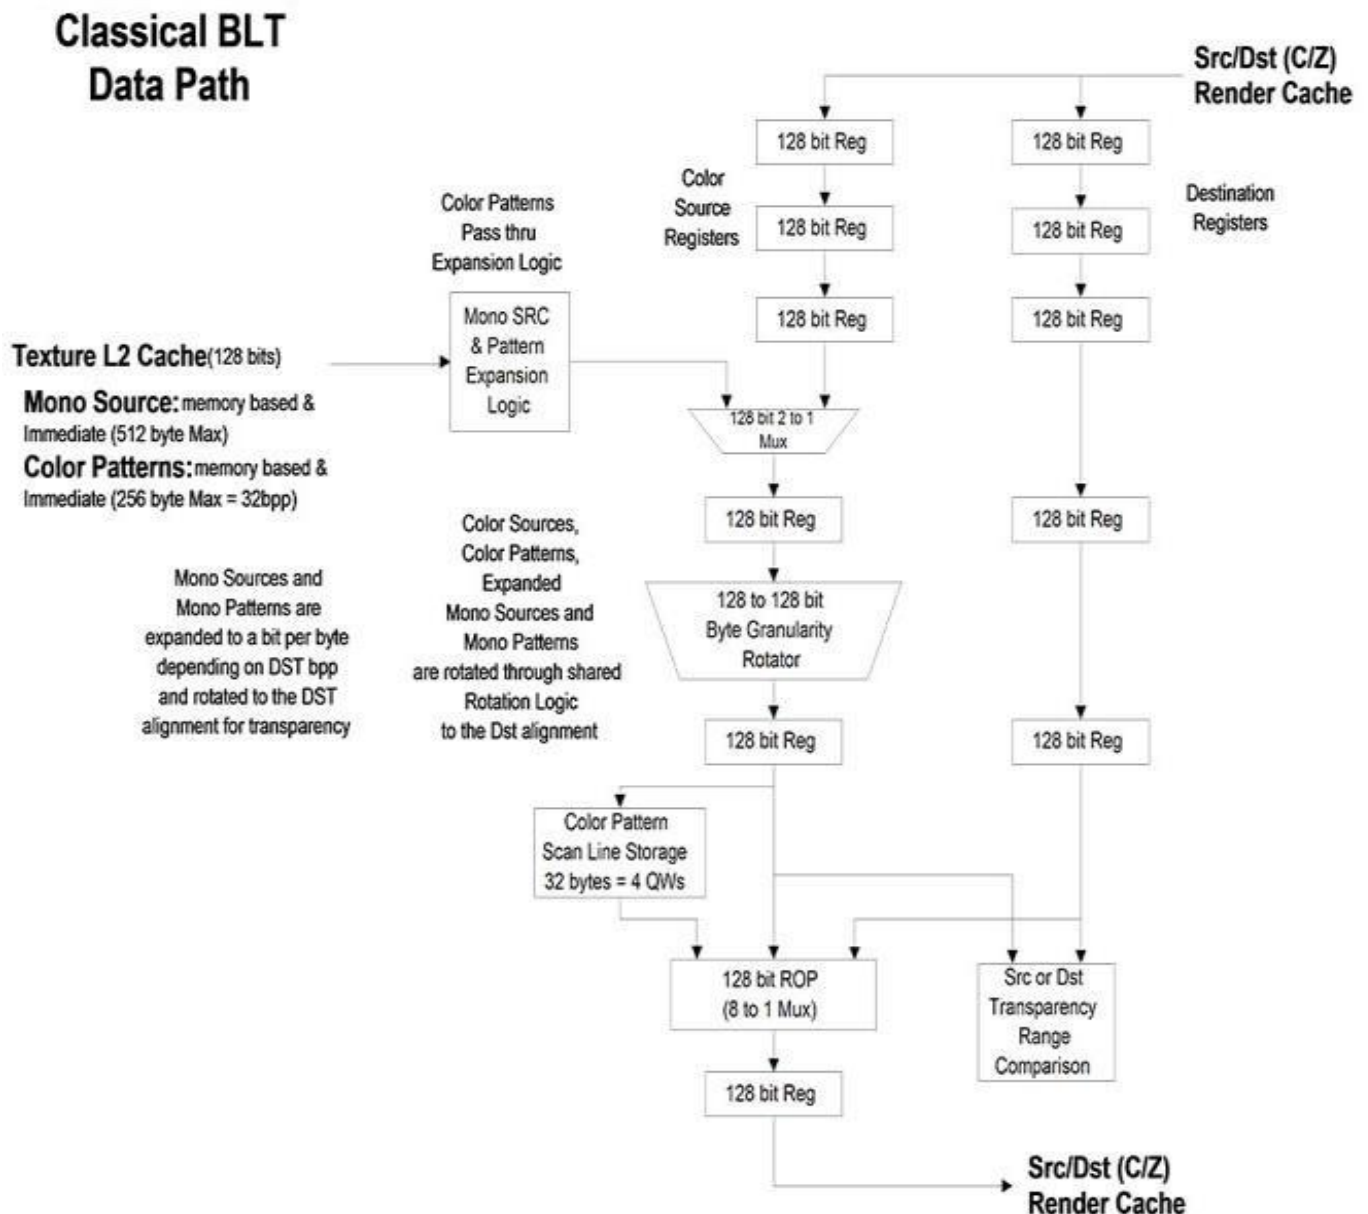 Classical BLT
Data Path
Src/Dst (C/Z)
Render Cache
128 bit Reg
128 bit Reg
Color
Source
Registers
128 bit Reg
128 bit Reg
Destination
Registers
Color Patterns
Pass thru
Expansion Logic
128 bit Reg
128 bit Reg
Mono SRC
& Pattern
Expansion
Logic
Texture L2 Cache(128 bits)
Mono Source: memory based &
Immediate (512 byte Max)
Color Patterns: memory based &
Immediate (256 byte Max = 32bpp)
128 bit 2 to 1
Mux
128 bit Reg
128 bit Reg
Mono Sources and
Mono Patterns are
expanded to a bit per byte
depending on DST bpp
and rotated to the DST
alignment for transparency
Color Sources,
Color Patterns,
Expanded
Mono Sources and
Mono Patterns
are rotated through shared
Rotation Logic
to the Dst alignment
128 to 128 bit
Byte Granularity
Rotator
128 bit Reg
128 bit Reg
Color Pattern
Scan Line Storage
32 bytes = 4 QWs
128 bit ROP
(8 to 1 Mux)
Src or Dst
Transparency
Range
Comparison
128 bit Reg
Src/Dst (C/Z)
Render Cache